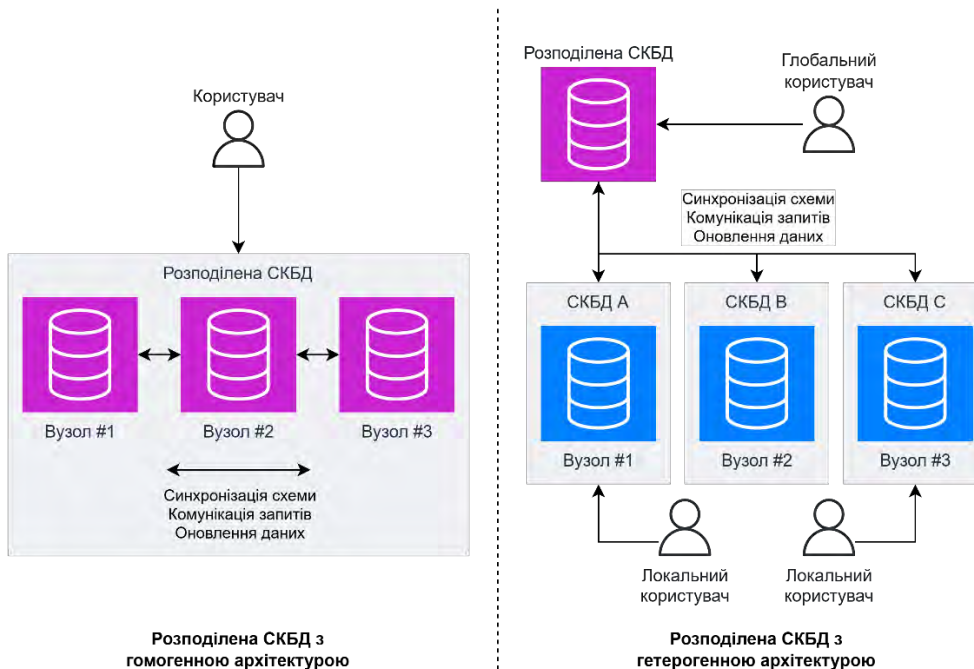 Користувач
Розподілена СКБД
Вузол #1
Вузол #2
Вузол #3
Синхронізація схеми
Комунікація запитів
Оновлення даних
Розподілена СКБД з
гомогенною архітектурою
Розподілена СКБД
Глобальний
користувач
Синхронізація схеми
Комунікація запитів
Оновлення даних
СКБД A
СКБД B
СКБД C
Вузол #1
Вузол #2
Вузол #3
Локальний
користувач
Локальний
користувач
Розподілена СКБД з
гетерогенною архітектурою